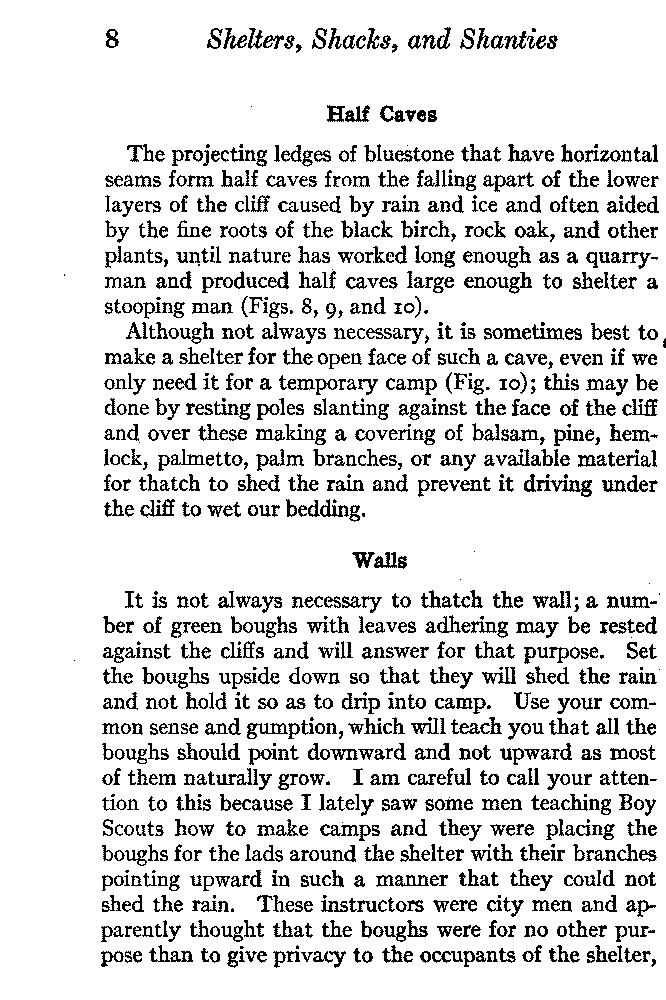 8 Shelters, Shacks, and Shanties
Half Caves
The projecting ledges of bluestone that have horizontal
seams form half caves from the falling apart of the lower
layers of the cliff caused by rain and ice and often aided
by the fine roots of the black birch, rock oak, and other
plants, until nature has worked long enough as a quarry-
man and produced half caves large enough to shelter a
stooping man (Figs. 8, 9, and 10).
Although not always necessary, it is sometimes best to
make a shelter for the open face of such a cave, even if we
only need it for a temporary camp (Fig. 10); this may be
done by resting poles slanting against the face of the cliff
and over these making a covering of balsam, pine, hem-
lock, palmetto, palm branches, or any available material
for thatch to shed the rain and prevent it driving under
the cliff to wet our bedding.
Walls
It is not always necessary to thatch the wall; a num-
ber of green boughs with leaves adhering may be rested
against the cliffs and will answer for that purpose. Set
the boughs upside down so that they will shed the rain
and not hold it so as to drip into camp. Use your com-
mon sense and gumption, which will teach you that all the
boughs should point downward and not upward as most
of them naturally grow. I am careful to call your atten-
tion to this because I lately saw some men teaching Boy
Scouts how to make camps and they were placing the
boughs for the lads around the shelter with their branches
pointing upward in such a manner that they could not
shed the rain. These instructors were city men and ap-
parently thought that the boughs were for no other pur-
pose than to give privacy to the occupants of the shelter,